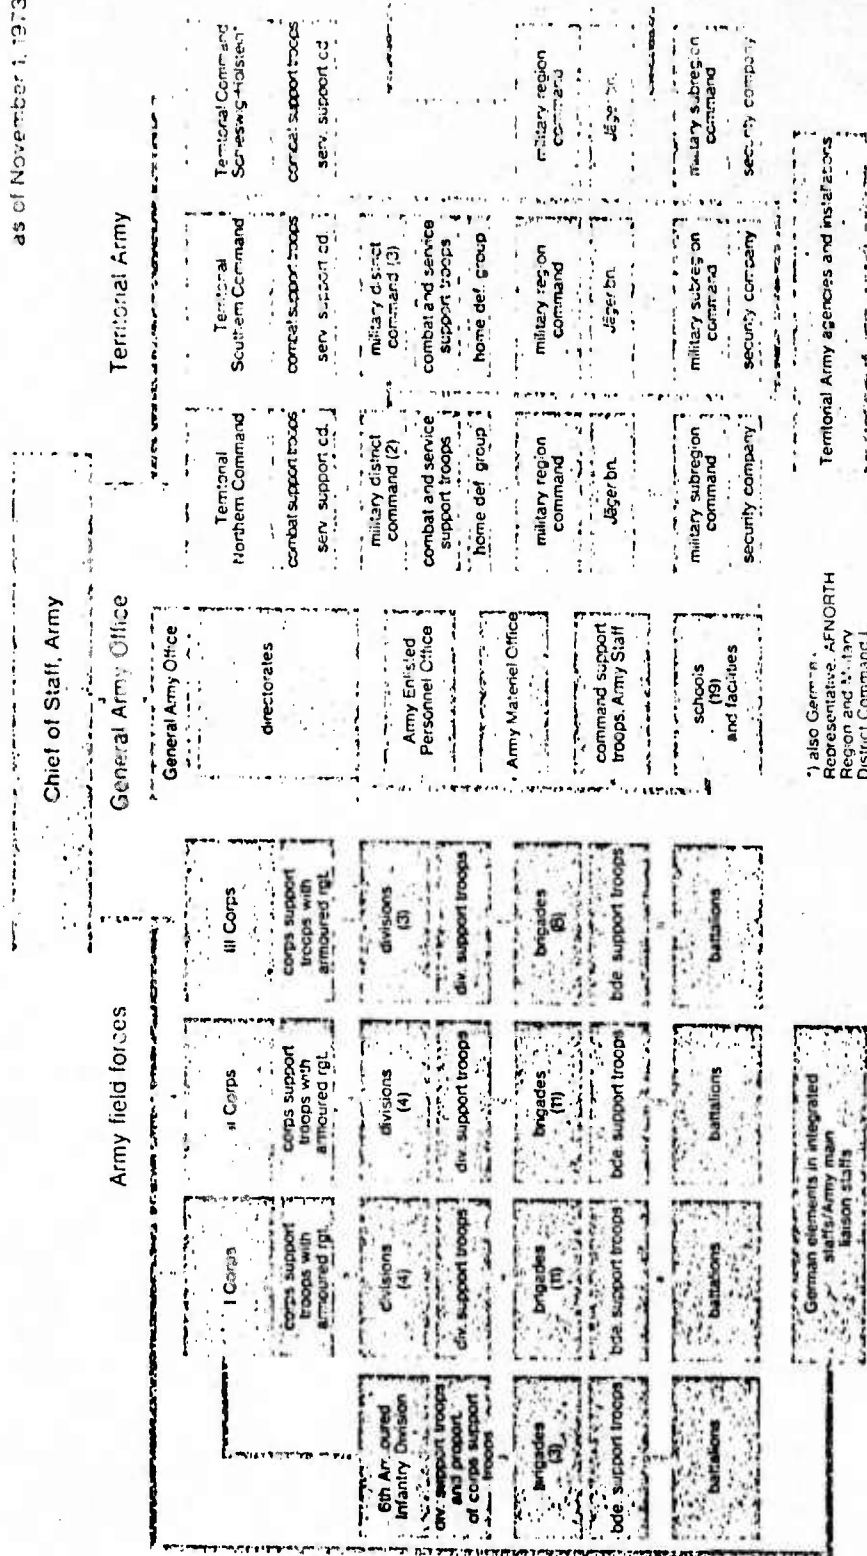 as of November 1, 1973
Chief of Staff, Army
Army field forces
General Army Office
Territorial Army
I Corps
corps support
troops with
armoured rgt.
divisions
(4)
div. support troops
brigades
(11)
bde. support troops
battalions
6th Armoured
Infantry Division
div. support troops
and proport.
of corps support
troops
brigades
(3)
bde. support troops
battalions
II Corps
corps support
troops with
armoured rgt.
divisions
(4)
div. support troops
brigades
(11)
bde. support troops
battalions
III Corps
corps support
troops with
armoured rgt.
divisions
(3)
div. support troops
brigades
(8)
bde. support troops
battalions
German elements in integrated
staffs/Army main
liaison staffs
General Army Office
directorates
Army Enlisted
Personnel Office
Army Materiel Office
command support
troops. Army Staff
schools
(19)
and facilities
Territorial
Northern Command
combat support troops
serv. support cd.
military district
command (2)
combat and service
support troops
home def. group
military region
command
Jäger bn.
military subregion
command
security company
Territorial
Southern Command
combat support troops
serv. support cd.
military district
command (3)
combat and service
support troops
home def. group
military region
command
Jäger bn.
military subregion
command
security company
Territorial Command
Schleswig-Holstein*
combat support troops
serv. support cd
military region
command
Jäger bn.
military subregion
command
security company
Territorial Army agencies and installations
*) also German
Representative, AFNORTH
Region and Military
District Command I